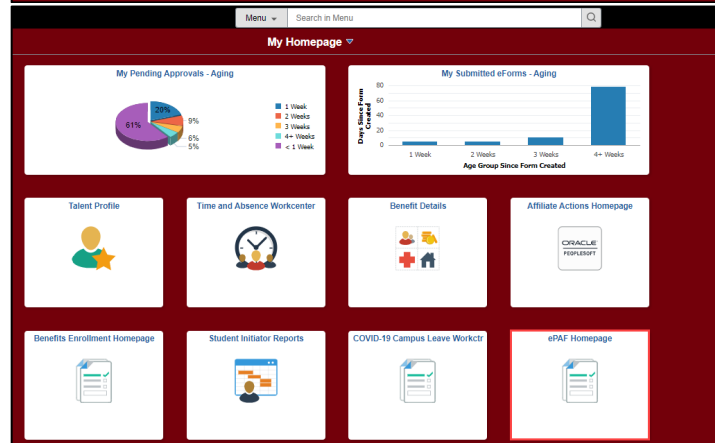 Menu
Search in Menu
My Homepage
My Pending Approvals - Aging
20%
9%
61%
6%
5%
1 Week
2 Weeks
3 Weeks
4+ Weeks
< 1 Week
My Submitted eForms - Aging
Days Since Form
Created
80
60
40
20
0
1 Week 2 Weeks 3 Weeks 4+ Weeks
Age Group Since Form Created
Talent Profile
Time and Absence Workcenter
Benefit Details
Affiliate Actions Homepage
ORACLE'
PEOPLESOFT
Benefits Enrollment Homepage
Student Initiator Reports
COVID-19 Campus Leave Workctr
ePAF Homepage